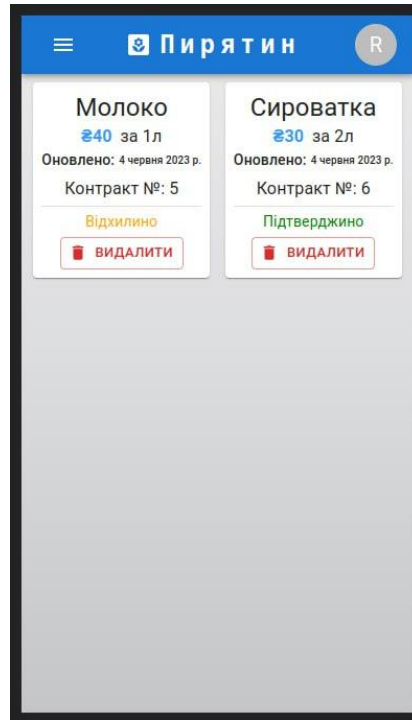 Пирятин
R
Молоко
₴40 за 1л
Оновлено: 4 червня 2023 р.
Контракт №: 5
Відхилино
ВИДАЛИТИ
Сироватка
₴30 за 2л
Оновлено: 4 червня 2023 р.
Контракт №: 6
Підтверджино
ВИДАЛИТИ